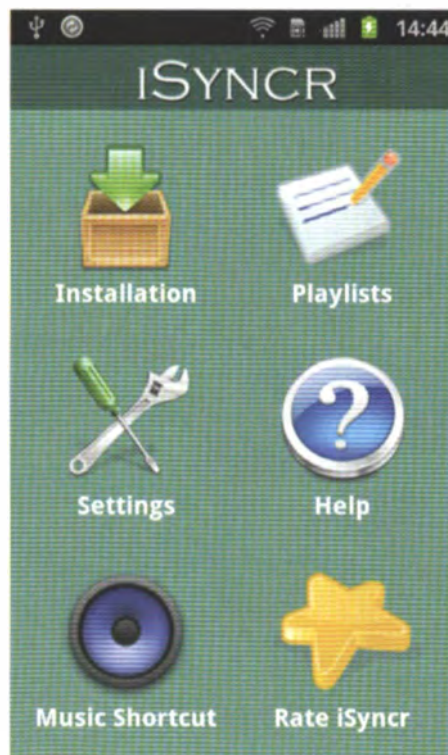 14:44
iSYNCR
Installation
Playlists
Settings
Help
Music Shortcut
Rate iSyncr